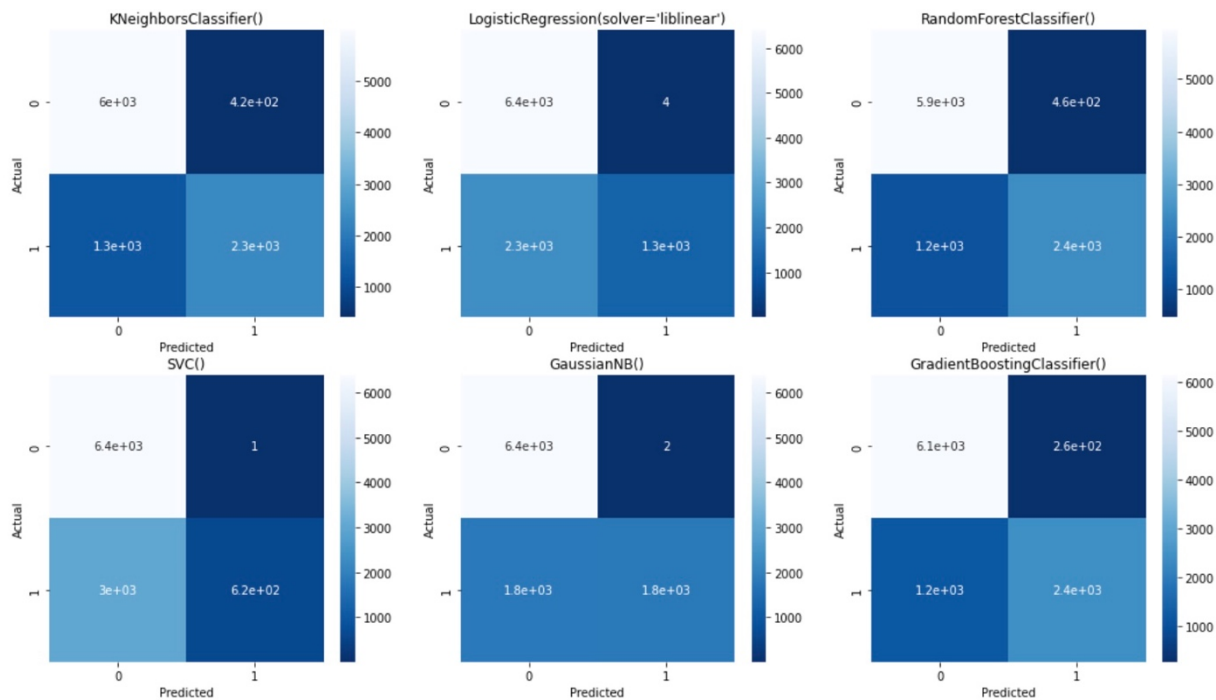 KNeighborsClassifier()
0
1
Actual
6e+03
4.2e+02
1.3e+03
2.3e+03
0
1
Predicted
5000
4000
3000
2000
1000
LogisticRegression(solver='liblinear')
0
1
Actual
6.4e+03
4
2.3e+03
1.3e+03
0
1
Predicted
6000
5000
4000
3000
2000
1000
RandomForestClassifier()
0
1
Actual
5.9e+03
4.6e+02
1.2e+03
2.4e+03
0
1
Predicted
5000
4000
3000
2000
1000
SVC()
0
1
Actual
6.4e+03
1
3e+03
6.2e+02
0
1
Predicted
6000
5000
4000
3000
2000
1000
GaussianNB()
0
1
Actual
6.4e+03
2
1.8e+03
1.8e+03
0
1
Predicted
6000
5000
4000
3000
2000
1000
GradientBoostingClassifier()
0
1
Actual
6.1e+03
2.6e+02
1.2e+03
2.4e+03
0
1
Predicted
6000
5000
4000
3000
2000
1000